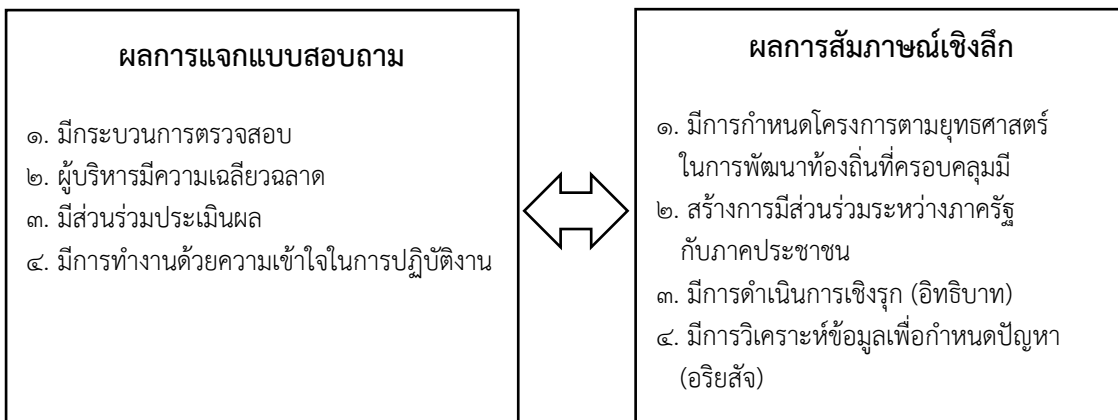 ผลการแจกแบบสอบถาม
๑. มีกระบวนการตรวจสอบ
๒. ผู้บริหารมีความเฉลียวฉลาด
๓. มีส่วนร่วมประเมินผล
๔. มีการทำงานด้วยความเข้าใจในการปฏิบัติงาน
ผลการสัมภาษณ์เชิงลึก
๑. มีการกำหนดโครงการตามยุทธศาสตร์
ในการพัฒนาท้องถิ่นที่ครอบคลุมมี
๒. สร้างการมีส่วนร่วมระหว่างภาครัฐ
กับภาคประชาชน
๓. มีการดำเนินการเชิงรุก (อิทธิบาท)
๔. มีการวิเคราะห์ข้อมูลเพื่อกำหนดปัญหา
(อริยสัจ)